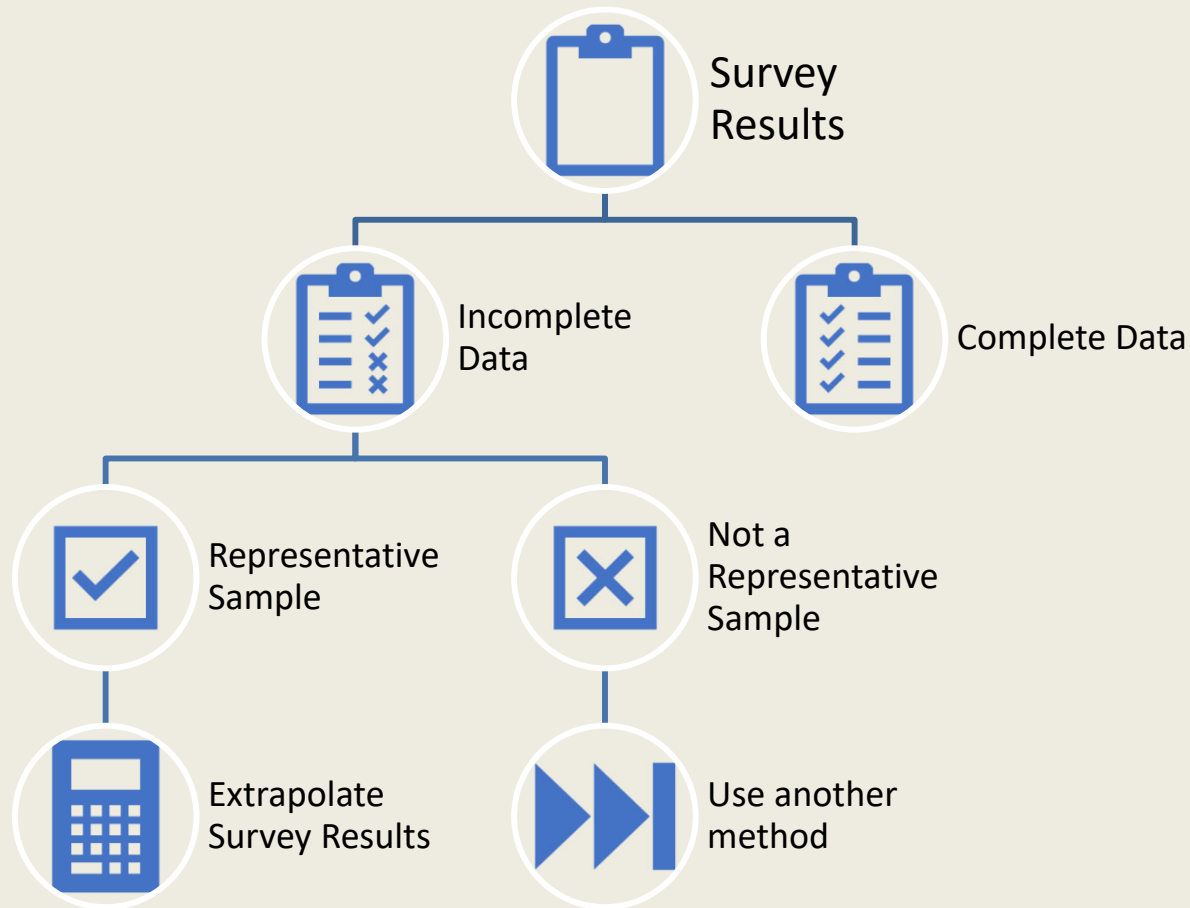 Survey
Results
Incomplete
Data
Complete Data
Representative
Sample
Not a
Representative
Sample
Extrapolate
Survey Results
Use another
method